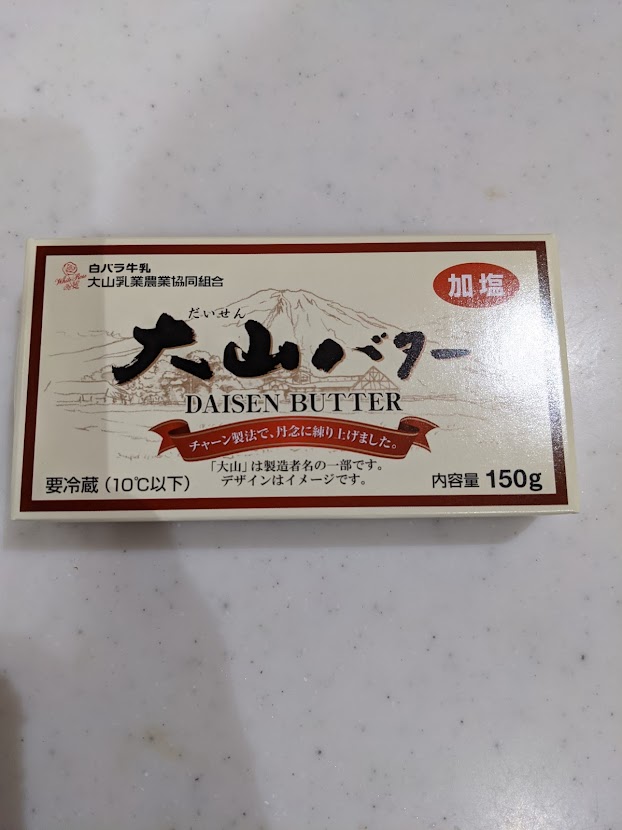 白バラ牛乳
大山乳業農業協同組合
加塩
だいせん
大山バター
DAISEN BUTTER
チャーン製法で、丹念に練り上げました。
「大山」は製造者名の一部です。
デザインはイメージです。
要冷蔵(10℃以下)
内容量 150g